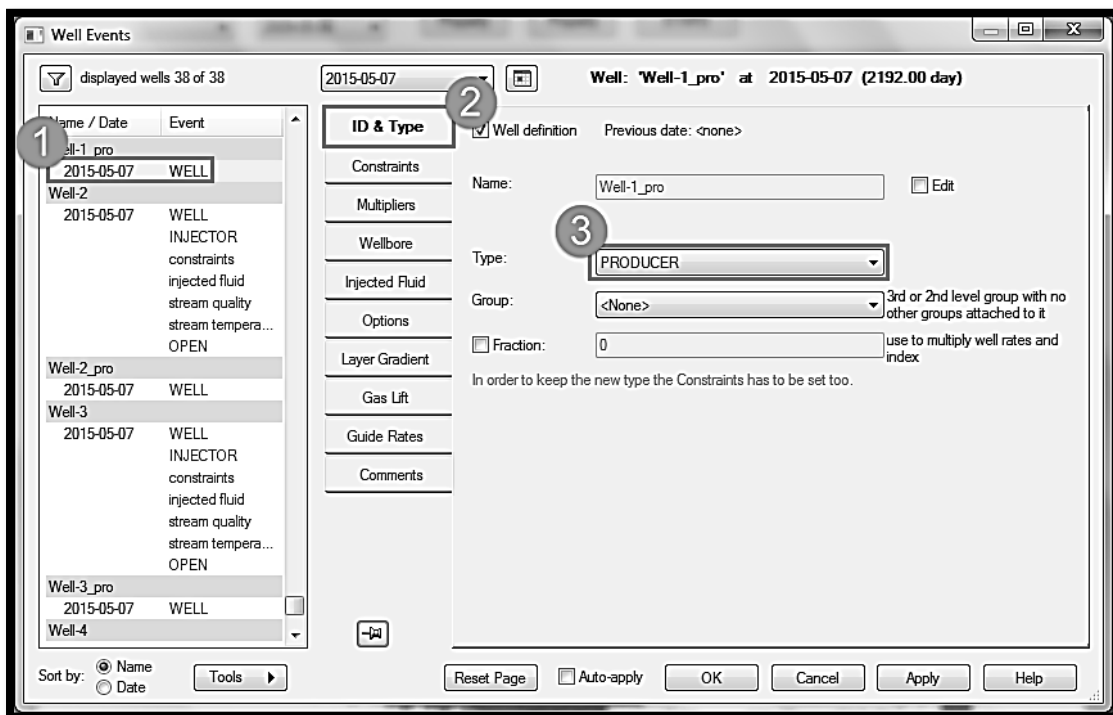 Well Events
displayed wells 38 of 38
2015-05-07
Well: 'Well-1_pro' at 2015-05-07 (2192.00 day)
Name / Date Event
1
ell-1_pro
2015-05-07 WELL
Well-2
2015-05-07 WELL
INJECTOR
constraints
injected fluid
stream quality
stream tempera...
OPEN
Well-2_pro
2015-05-07 WELL
Well-3
2015-05-07 WELL
INJECTOR
constraints
injected fluid
stream quality
stream tempera...
OPEN
Well-3_pro
2015-05-07 WELL
Well-4
Sort by: Name
Date
Tools
2
ID & Type
Constraints
Multipliers
Wellbore
Injected Fluid
Options
Layer Gradient
Gas Lift
Guide Rates
Comments
Well definition Previous date: <none>
Name: Well-1_pro Edit
3
Type: PRODUCER
Group: <None> 3rd or 2nd level group with no
other groups attached to it
Fraction: 0 use to multiply well rates and
index
In order to keep the new type the Constraints has to be set too.
Reset Page Auto-apply OK Cancel Apply Help